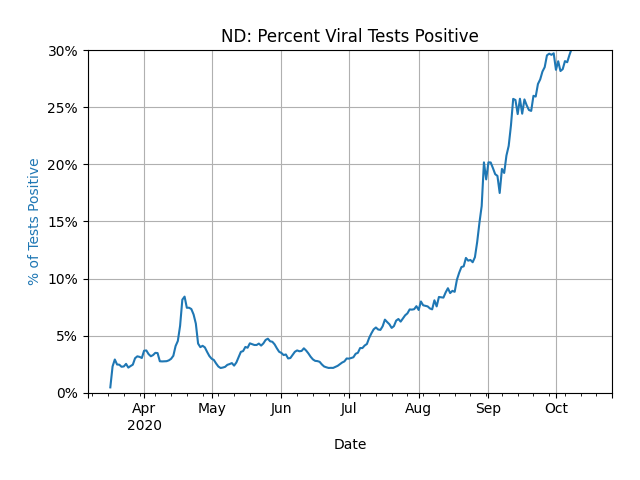 ND: Percent Viral Tests Positive
30%
25%
20%
15%
10%
5%
0%
% of Tests Positive
Apr May Jun Jul Aug Sep Oct
2020
Date